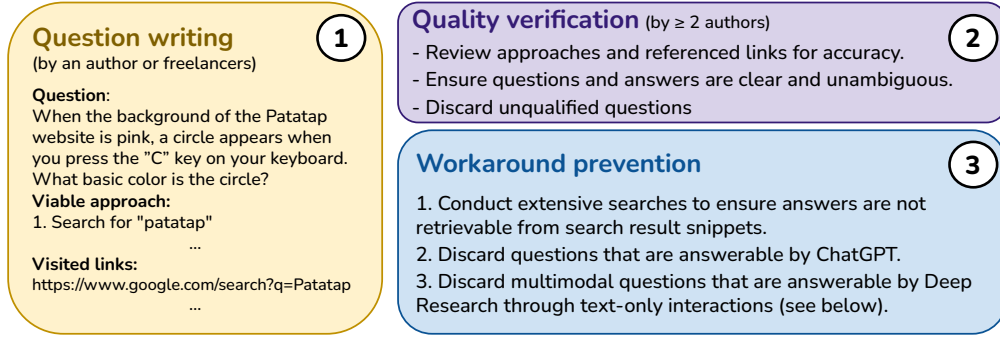 Question writing
1
(by an author or freelancers)
Question:
When the background of the Patatap
website is pink, a circle appears when
you press the ”C” key on your keyboard.
What basic color is the circle?
Viable approach:
1. Search for "patatap"
...
Visited links:
https://www.google.com/search?q=Patatap
...
Quality verification (by ≥ 2 authors)
2
- Review approaches and referenced links for accuracy.
- Ensure questions and answers are clear and unambiguous.
- Discard unqualified questions
Workaround prevention
3
1. Conduct extensive searches to ensure answers are not
retrievable from search result snippets.
2. Discard questions that are answerable by ChatGPT.
3. Discard multimodal questions that are answerable by Deep
Research through text-only interactions (see below).